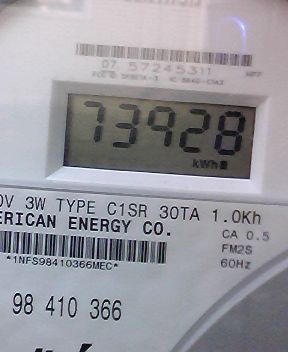 07 57245311
73928
kWh
0V 3W TYPE C1SR 30TA 1.0Kh
ERICAN ENERGY CO.
CA 0.5
FM2S
*1NFS98410366MEC*
60Hz
98 410 366